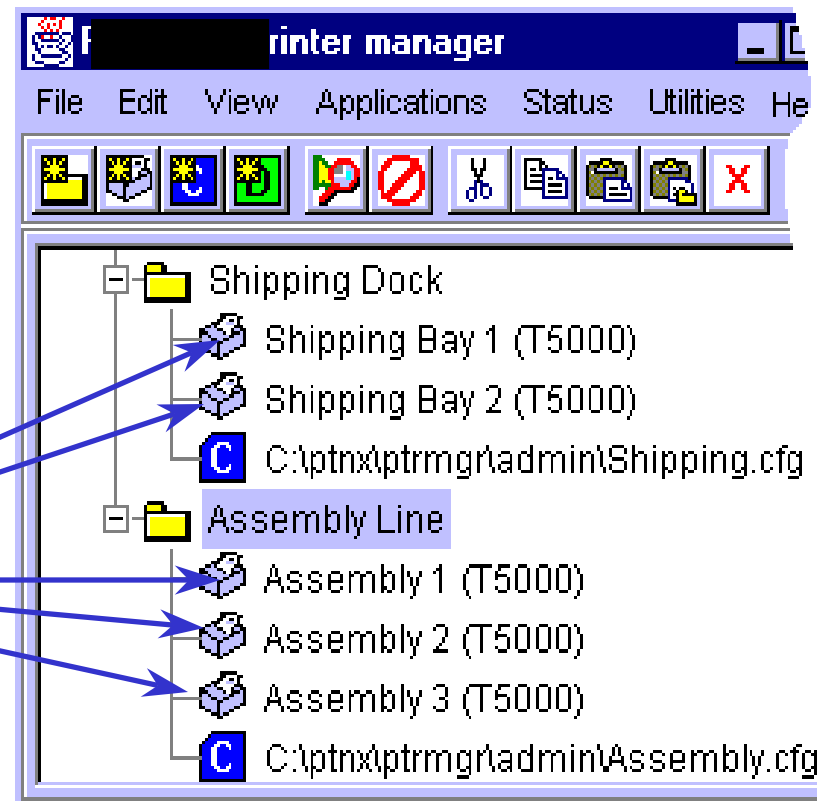 rinter manager
File Edit View Applications Status Utilities He
C D X
Shipping Dock
Shipping Bay 1 (T5000)
Shipping Bay 2 (T5000)
C C:\ptnx\ptrmgr\admin\Shipping.cfg
Assembly Line
Assembly 1 (T5000)
Assembly 2 (T5000)
Assembly 3 (T5000)
C C:\ptnx\ptrmgr\admin\Assembly.cfg